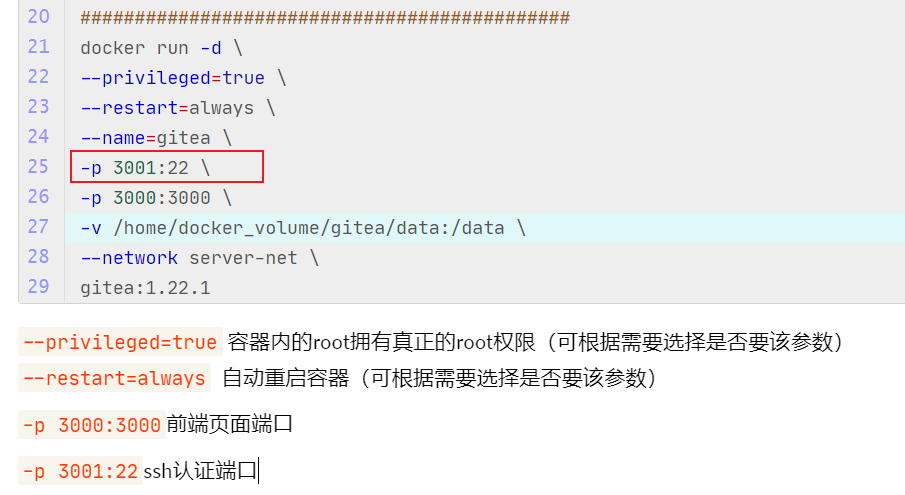 20 #############################################
21 docker run -d \
22 --privileged=true \
23 --restart=always \
24 --name=gitea \
25 -p 3001:22 \
26 -p 3000:3000 \
27 -v /home/docker_volume/gitea/data:/data \
28 --network server-net \
29 gitea:1.22.1
--privileged=true 容器内的root拥有真正的root权限（可根据需要选择是否要该参数）
--restart=always 自动重启容器（可根据需要选择是否要该参数）
-p 3000:3000前端页面端口
-p 3001:22ssh认证端口